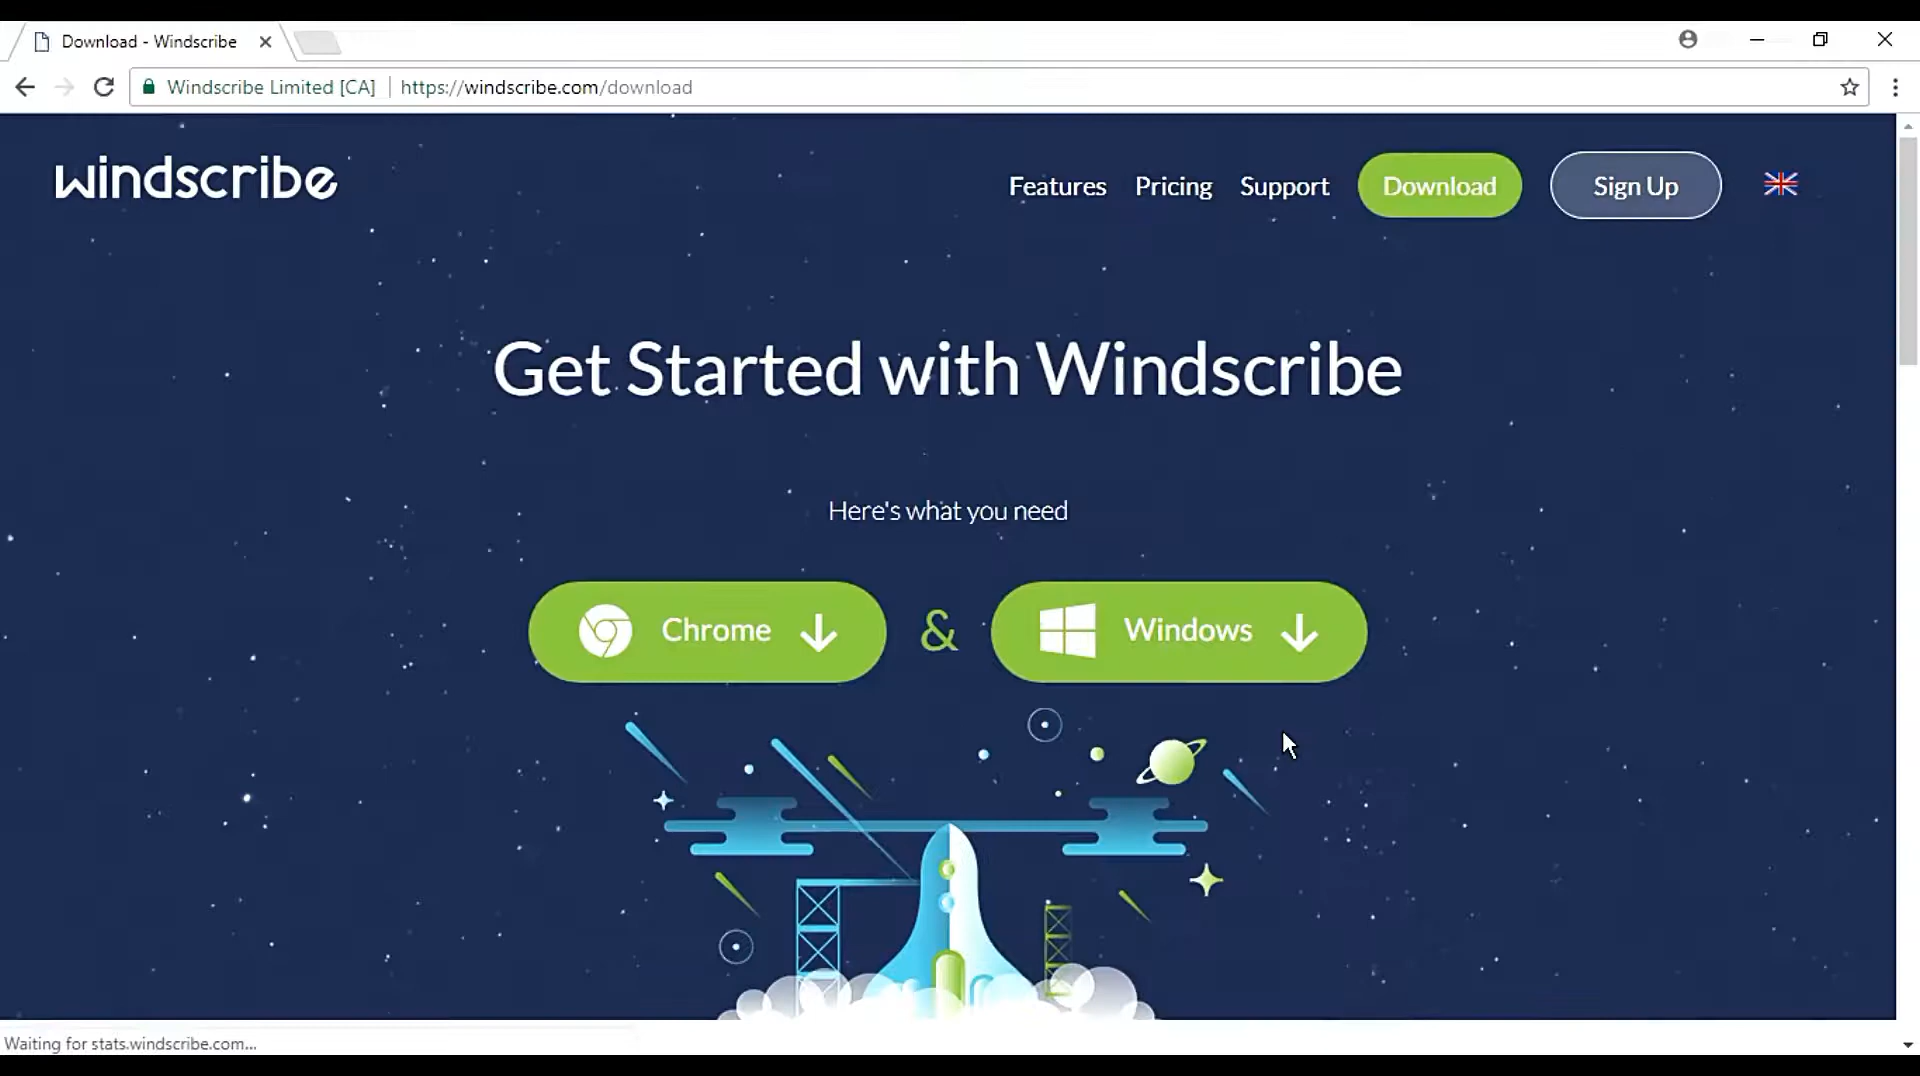 Download - Windscribe
Windscribe Limited [CA] https://windscribe.com/download
windscribe
Features Pricing Support Download Sign Up
Get Started with Windscribe
Here's what you need
Chrome & Windows
Waiting for stats.windscribe.com...